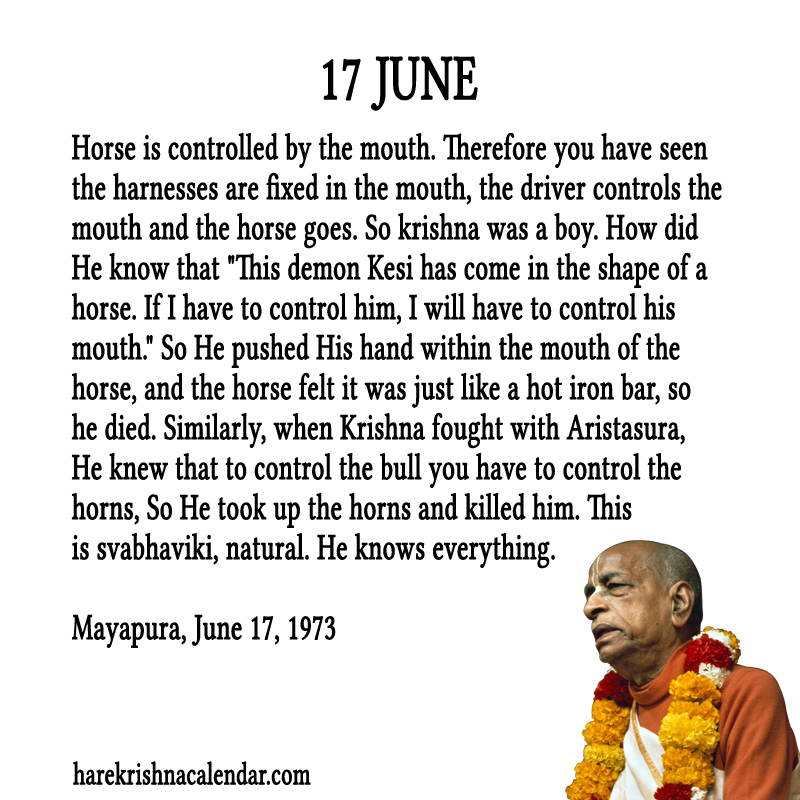 17 JUNE
Horse is controlled by the mouth. Therefore you have seen
the harnesses are fixed in the mouth, the driver controls the
mouth and the horse goes. So krishna was a boy. How did
He know that "This demon Kesi has come in the shape of a
horse. If I have to control him, I will have to control his
mouth." So He pushed His hand within the mouth of the
horse, and the horse felt it was just like a hot iron bar, so
he died. Similarly, when Krishna fought with Aristasura,
He knew that to control the bull you have to control the
horns, So He took up the horns and killed him. This
is svabhaviki, natural. He knows everything.
Mayapura, June 17, 1973
harekrishnacalendar.com